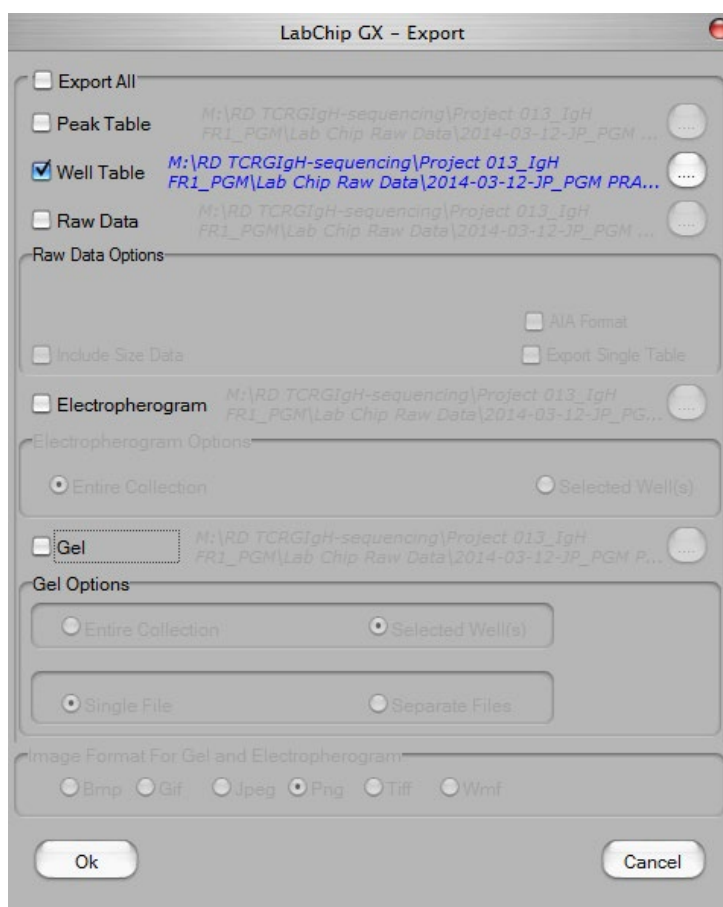 LabChip GX - Export
Export All
Peak Table
M:\RD TCRGIgH-sequencing\Project 013_IgH
FR1_PGM\Lab Chip Raw Data\2014-03-12-JP_PGM ...
....
Well Table
M:\RD TCRGIgH-sequencing\Project 013_IgH
FR1_PGM\Lab Chip Raw Data\2014-03-12-JP_PGM PRA...
....
Raw Data
M:\RD TCRGIgH-sequencing\Project 013_IgH
FR1_PGM\Lab Chip Raw Data\2014-03-12-JP_PGM ...
....
Raw Data Options
AIA Format
Include Size Data
Export Single Table
Electropherogram
M:\RD TCRGIgH-sequencing\Project 013_IgH
FR1_PGM\Lab Chip Raw Data\2014-03-12-JP_PG...
....
Electropherogram Options
Entire Collection
Selected Well(s)
Gel
M:\RD TCRGIgH-sequencing\Project 013_IgH
FR1_PGM\Lab Chip Raw Data\2014-03-12-JP_PGM P...
....
Gel Options
Entire Collection
Selected Well(s)
Single File
Separate Files
Image Format For Gel and Electropherogram
Bmp Gif Jpeg Png Tiff Wmf
Ok
Cancel